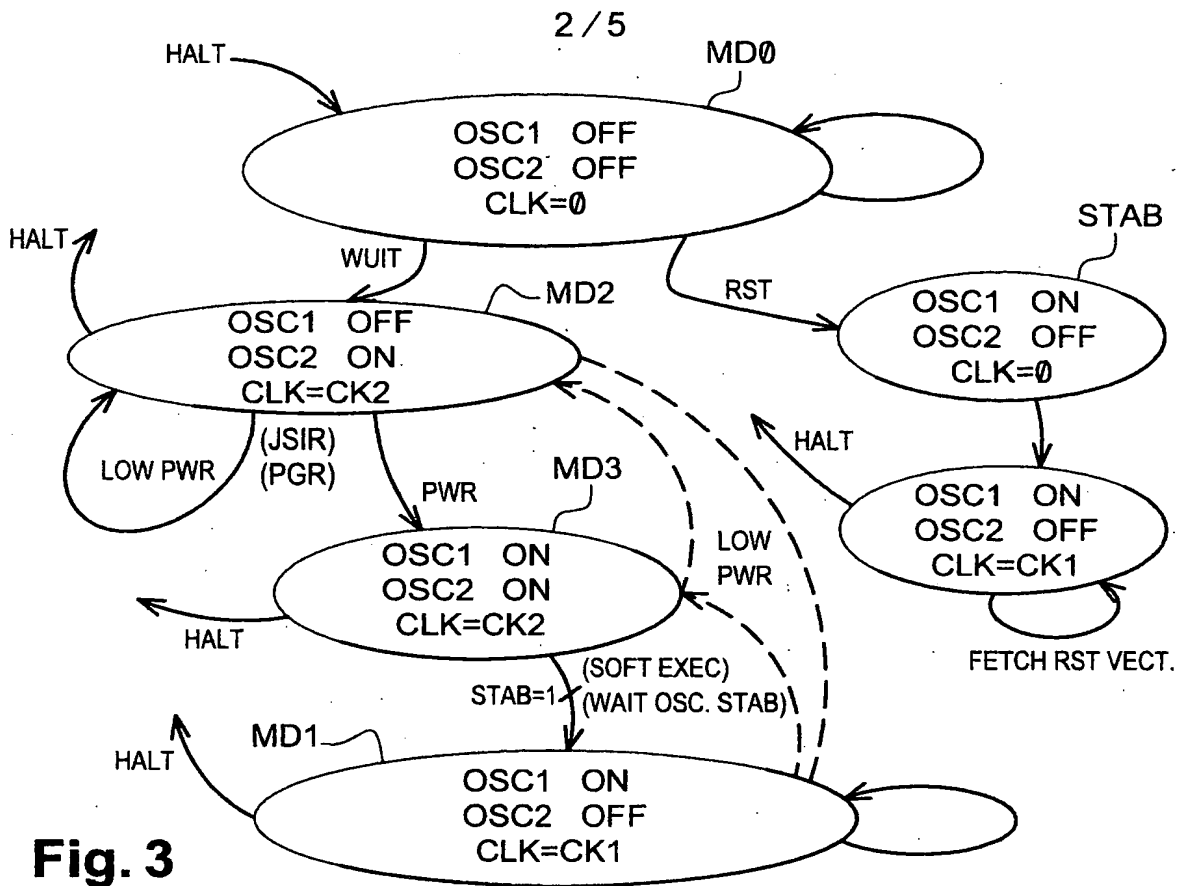 2 / 5
HALT
MD0
OSC1 OFF
OSC2 OFF
CLK=0
HALT
WUIT
RST
STAB
MD2
OSC1 OFF
OSC2 ON
CLK=CK2
OSC1 ON
OSC2 OFF
CLK=0
LOW PWR
(JSIR)
(PGR)
PWR
MD3
HALT
OSC1 ON
OSC2 ON
CLK=CK2
LOW
PWR
OSC1 ON
OSC2 OFF
CLK=CK1
HALT
FETCH RST VECT.
STAB=1
(SOFT EXEC)
(WAIT OSC. STAB)
MD1
HALT
OSC1 ON
OSC2 OFF
CLK=CK1
Fig. 3